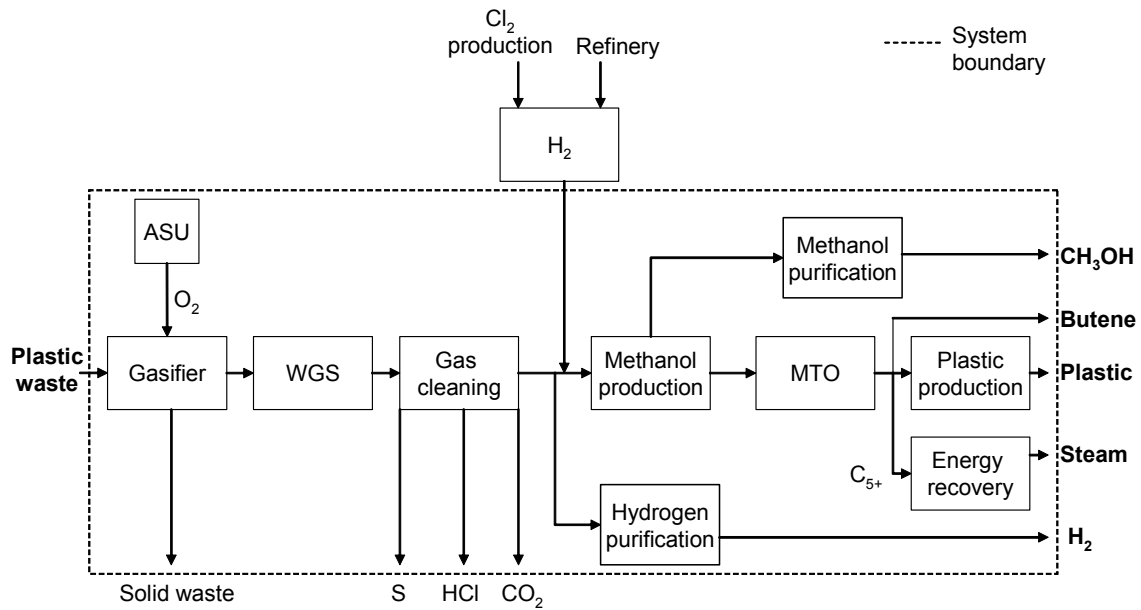 Cl₂
production
Refinery
System
boundary
H₂
ASU
O₂
Methanol
purification
CH₃OH
Butene
Plastic
waste
Gasifier
WGS
Gas
cleaning
Methanol
production
MTO
Plastic
production
Plastic
C₅₊
Energy
recovery
Steam
Hydrogen
purification
H₂
Solid waste
S
HCl
CO₂